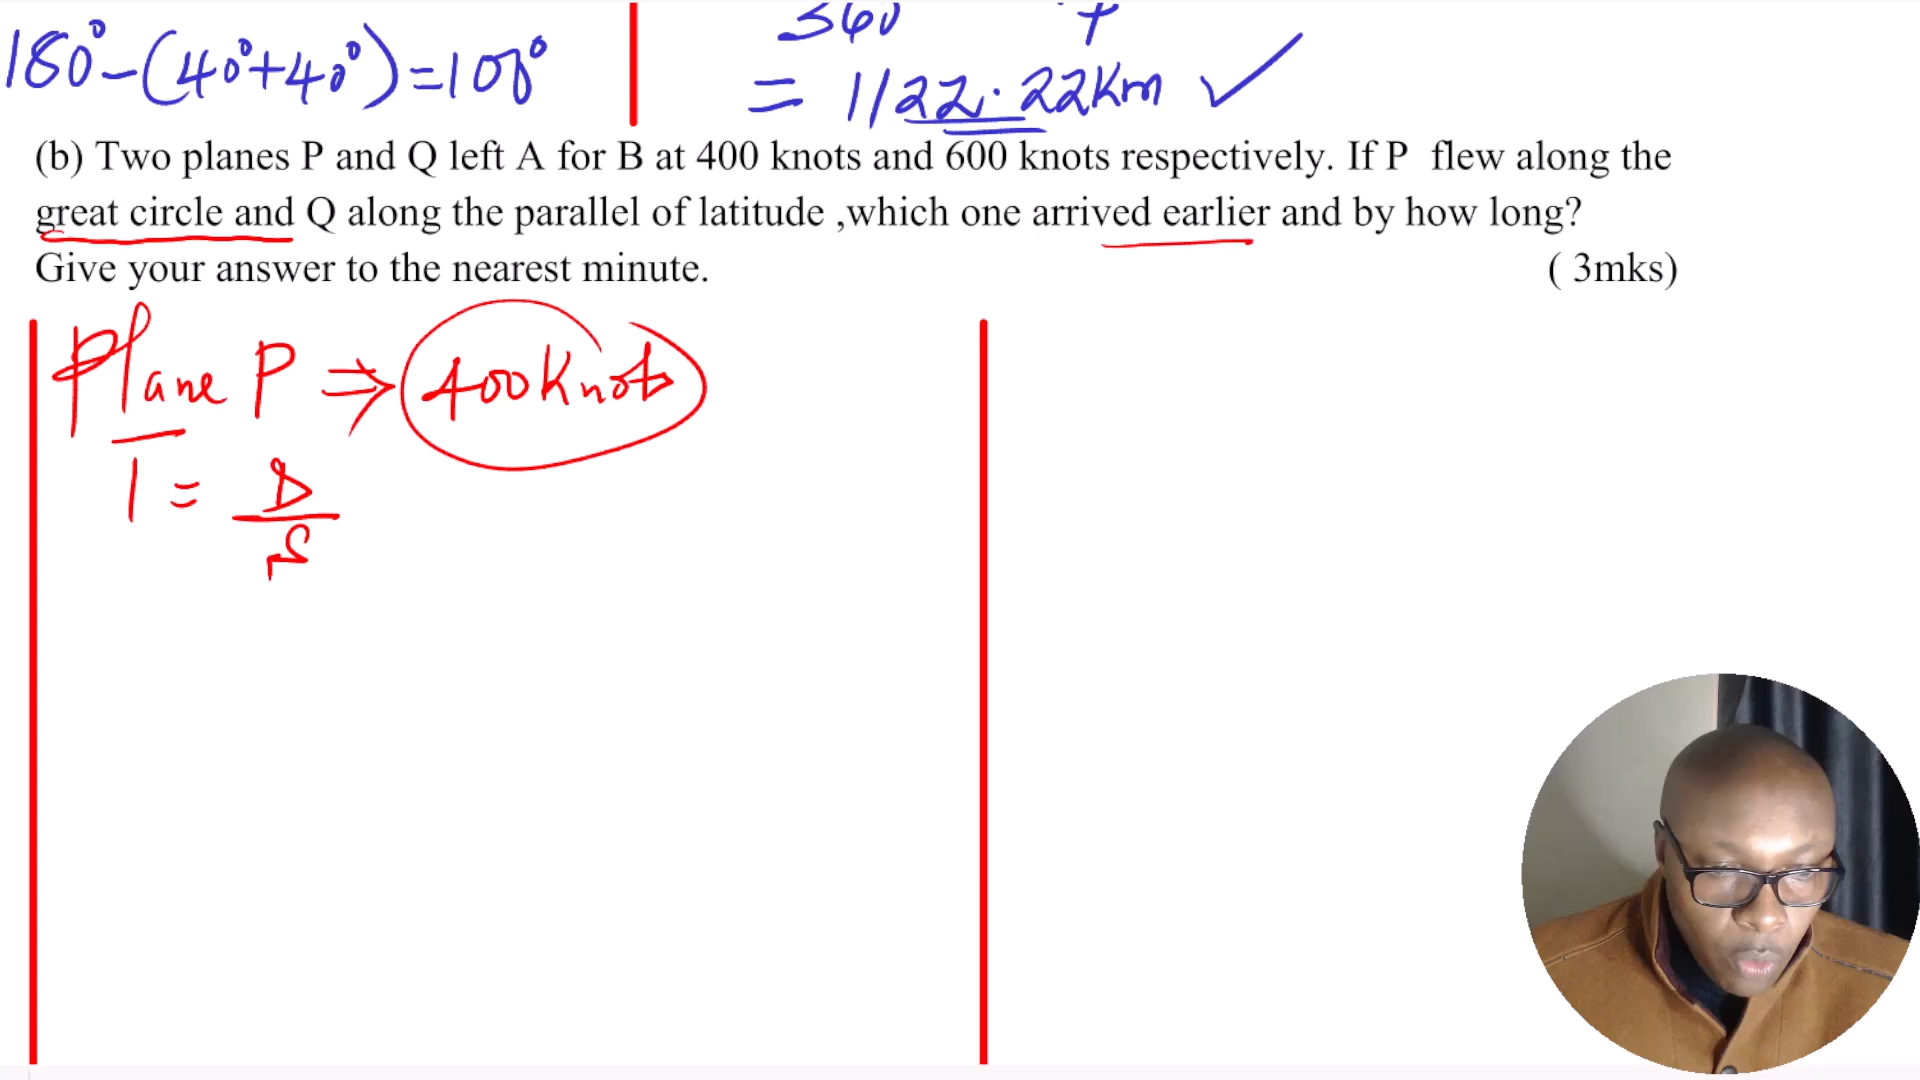 180° - (40° + 40°) = 100°
360
= 1122.22Km ✓
(b) Two planes P and Q left A for B at 400 knots and 600 knots respectively. If P flew along the
great circle and Q along the parallel of latitude ,which one arrived earlier and by how long?
Give your answer to the nearest minute. ( 3mks)
Plane P ⇒ 400Knots
T = D/S